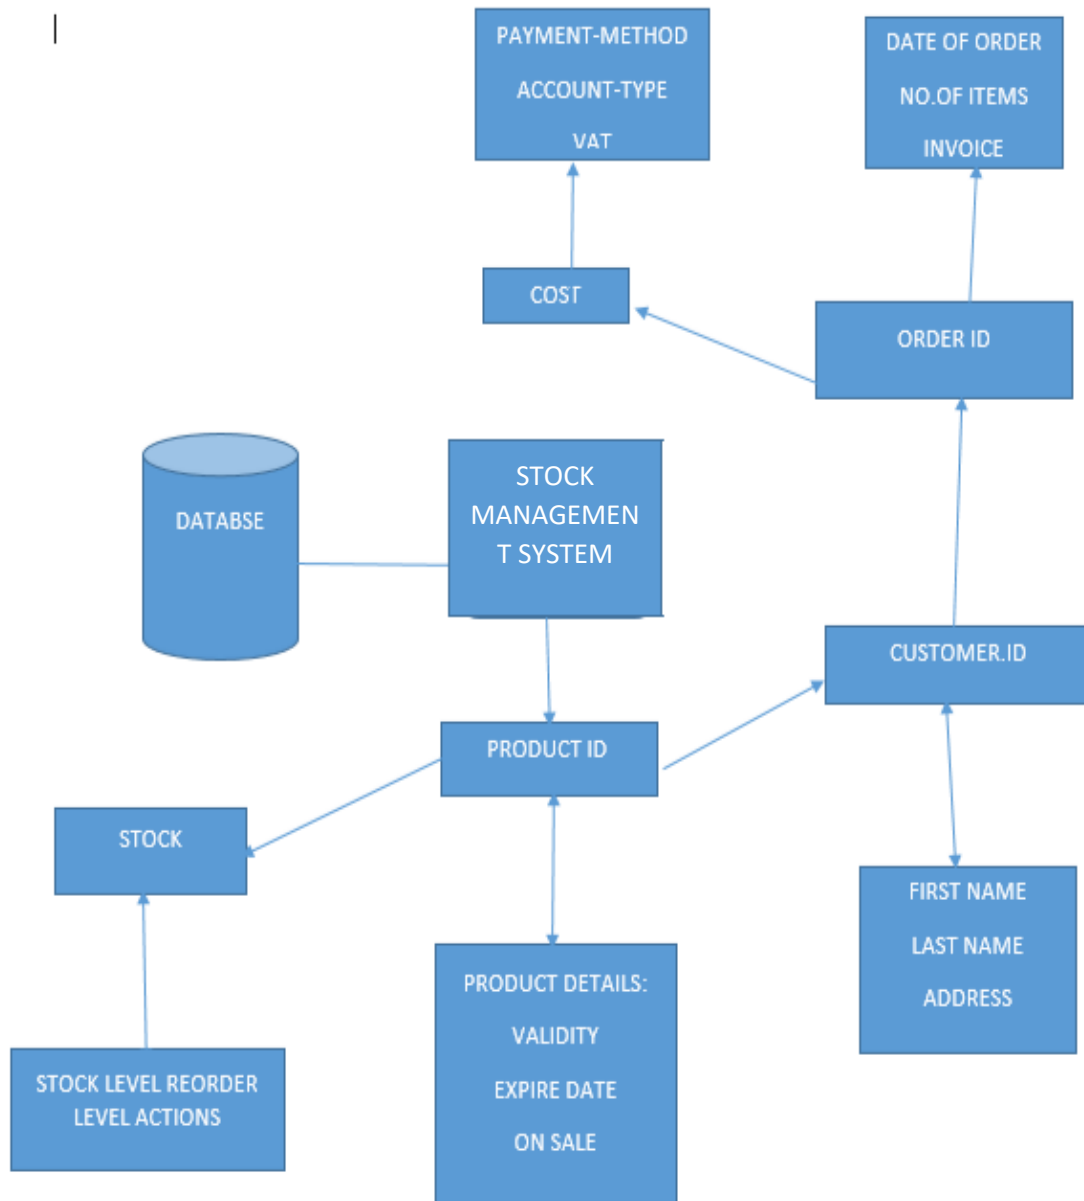 PAYMENT-METHOD
ACCOUNT-TYPE
VAT
DATE OF ORDER
NO.OF ITEMS
INVOICE
COST
ORDER ID
DATABSE
STOCK
MANAGEMEN
T SYSTEM
CUSTOMER.ID
PRODUCT ID
STOCK
FIRST NAME
LAST NAME
ADDRESS
PRODUCT DETAILS:
VALIDITY
EXPIRE DATE
ON SALE
STOCK LEVEL REORDER
LEVEL ACTIONS